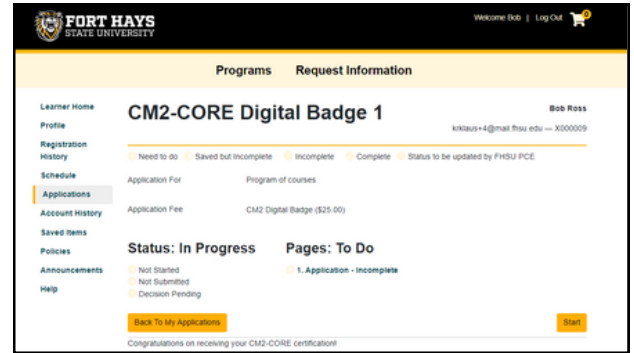 FORT HAYS
STATE UNIVERSITY
Welcome Bob | Log Out
Programs Request Information
Learner Home
Profile
Registration
History
Schedule
Applications
Account History
Saved Items
Policies
Announcements
Help
CM2-CORE Digital Badge 1
Bob Ross
krklaus+4@mail.fhsu.edu — X000009
Need to do Saved but Incomplete Incomplete Complete Status to be updated by FHSU PCE
Application For Program of courses
Application Fee CM2 Digital Badge ($25.00)
Status: In Progress
Not Started
Not Submitted
Decision Pending
Pages: To Do
1. Application - Incomplete
Back To My Applications
Start
Congratulations on receiving your CM2-CORE certification!